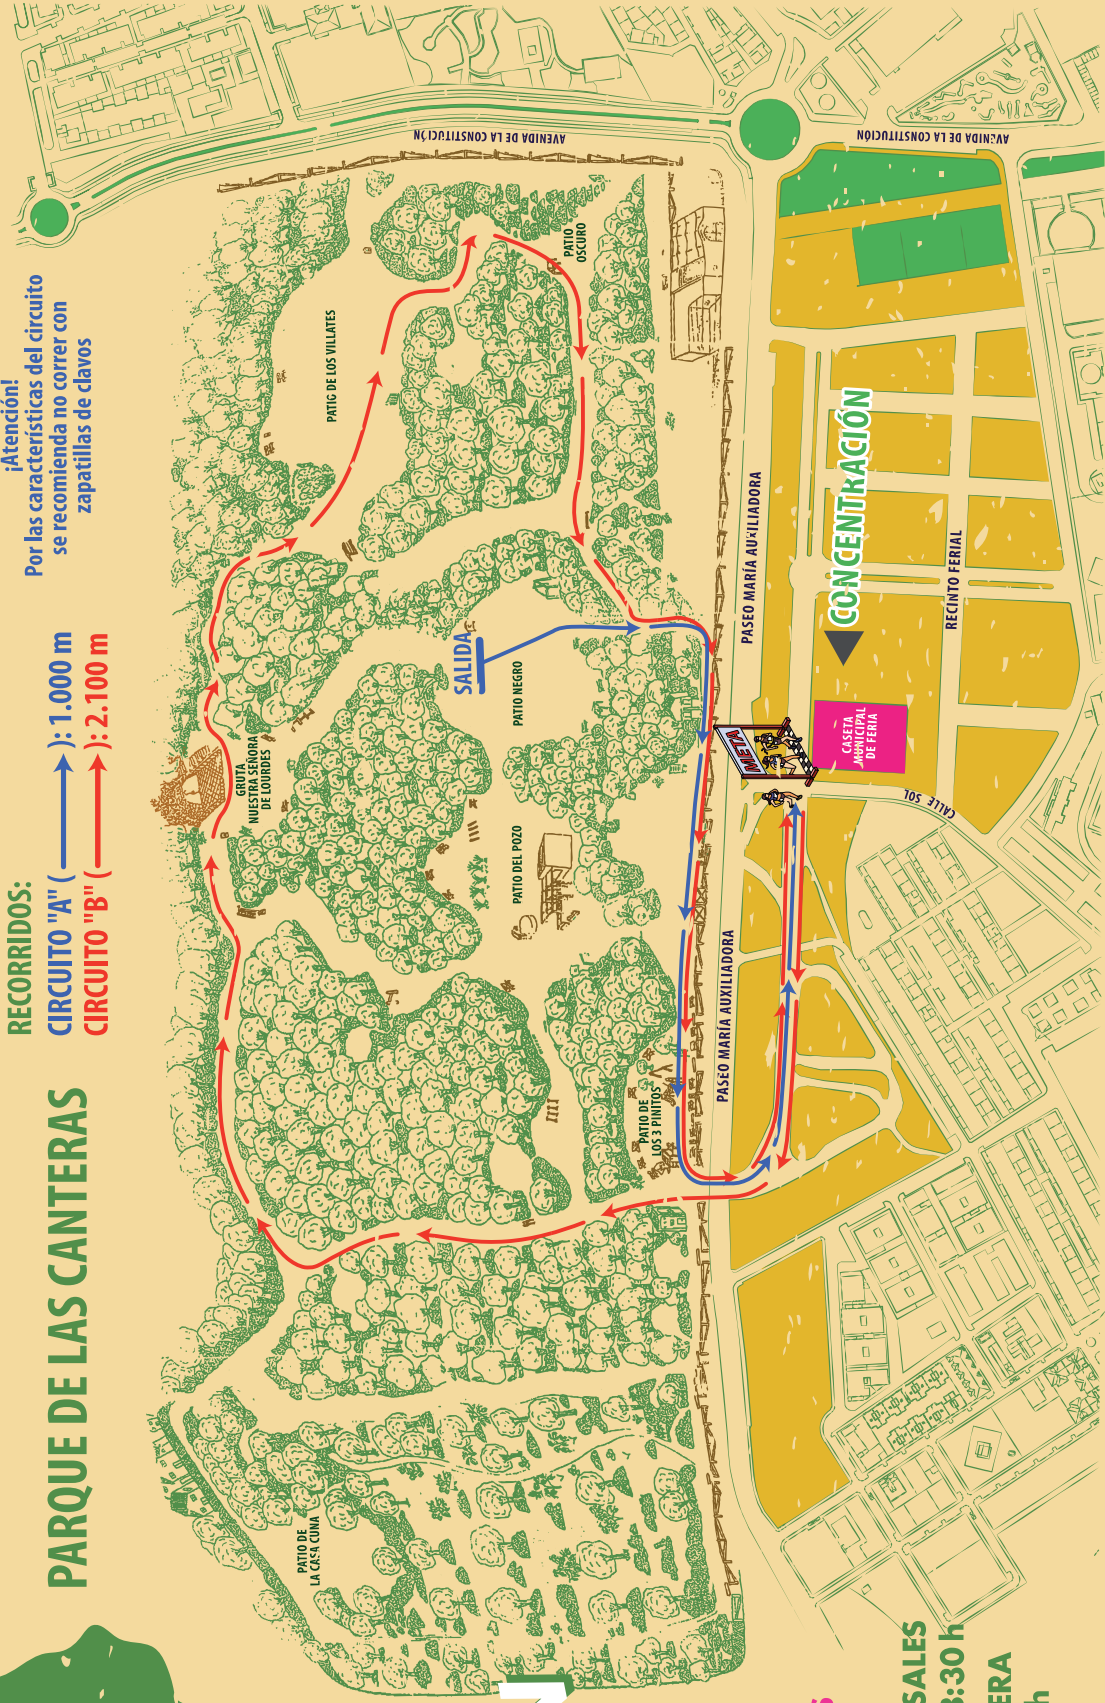 PARQUE DE LAS CANTERAS
RECORRIDOS:
CIRCUITO "A" ( ): 1.000 m
CIRCUITO "B" ( ): 2.100 m
¡Atención!
Por las características del circuito
se recomienda no correr con
zapatillas de clavos
AVENIDA DE LA CONSTITUCIÓN
AVENIDA DE LA CONSTITUCIÓN
PATIO DE LOS VILLATES
PATIO
OSCURO
GRUTA
NUESTRA SEÑORA
DE LOURDES
SALIDA
PATIO NEGRO
PATIO DEL POZO
PATIO DE
LOS 3 PINITOS
PATIO DE
LA CASA CUNA
PASEO MARÍA AUXILIADORA
PASEO MARÍA AUXILIADORA
META
CONCENTRACIÓN
CASETA
MUNICIPAL
DE FERIA
RECINTO FERIAL
CALLE SOL
SALES
:30 h
ERA
h